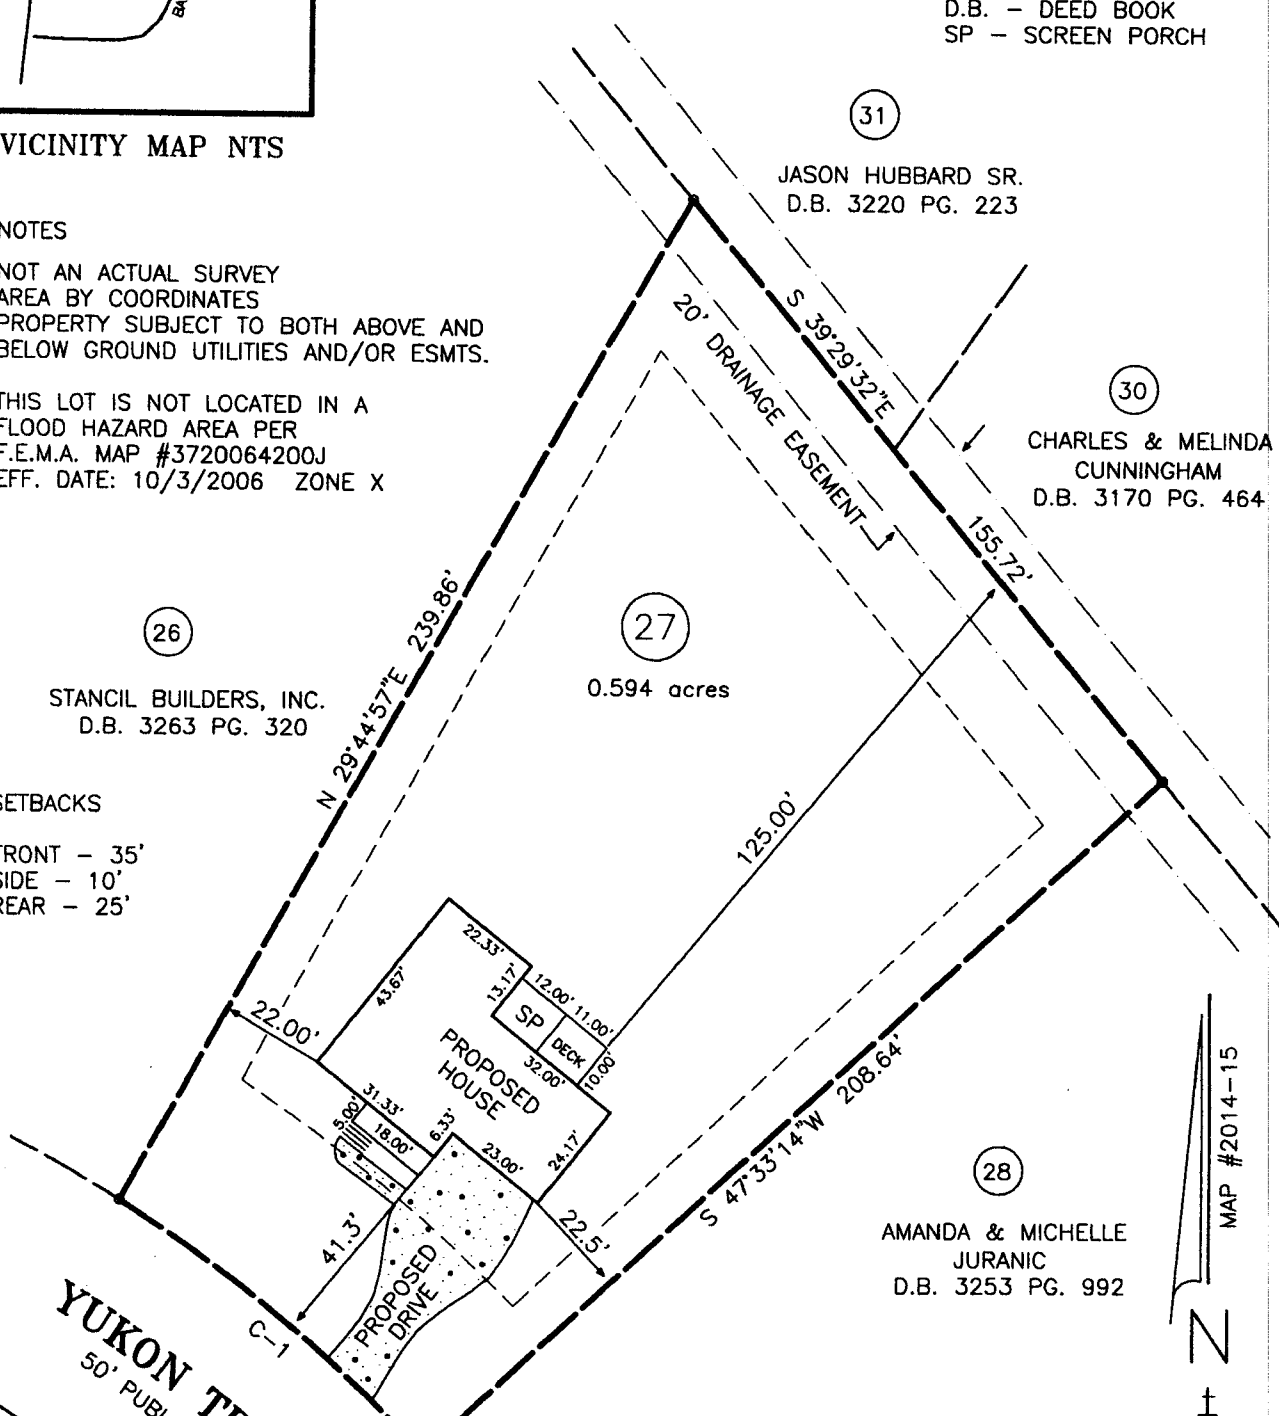 D.B. – DEED BOOK
SP – SCREEN PORCH
VICINITY MAP NTS
31
JASON HUBBARD SR.
D.B. 3220 PG. 223
NOTES
NOT AN ACTUAL SURVEY
AREA BY COORDINATES
PROPERTY SUBJECT TO BOTH ABOVE AND
BELOW GROUND UTILITIES AND/OR ESMTS.
THIS LOT IS NOT LOCATED IN A
FLOOD HAZARD AREA PER
F.E.M.A. MAP #3720064200J
EFF. DATE: 10/3/2006 ZONE X
S 39°29'32"E
155.72'
20' DRAINAGE EASEMENT
30
CHARLES & MELINDA
CUNNINGHAM
D.B. 3170 PG. 464
N 29°44'57"E 239.86'
26
STANCIL BUILDERS, INC.
D.B. 3263 PG. 320
27
0.594 acres
SETBACKS
FRONT – 35'
SIDE – 10'
REAR – 25'
125.00'
22.33'
43.67'
13.17'
12.00'
11.00'
SP
DECK
10.00'
32.00'
PROPOSED
HOUSE
22.00'
31.33'
5.00'
18.00'
6.33'
23.00'
24.17'
22.5'
41.3'
PROPOSED
DRIVE
S 47°33'14"W 208.64'
28
AMANDA & MICHELLE
JURANIC
D.B. 3253 PG. 992
MAP #2014-15
N
C-1
YUKON
50'